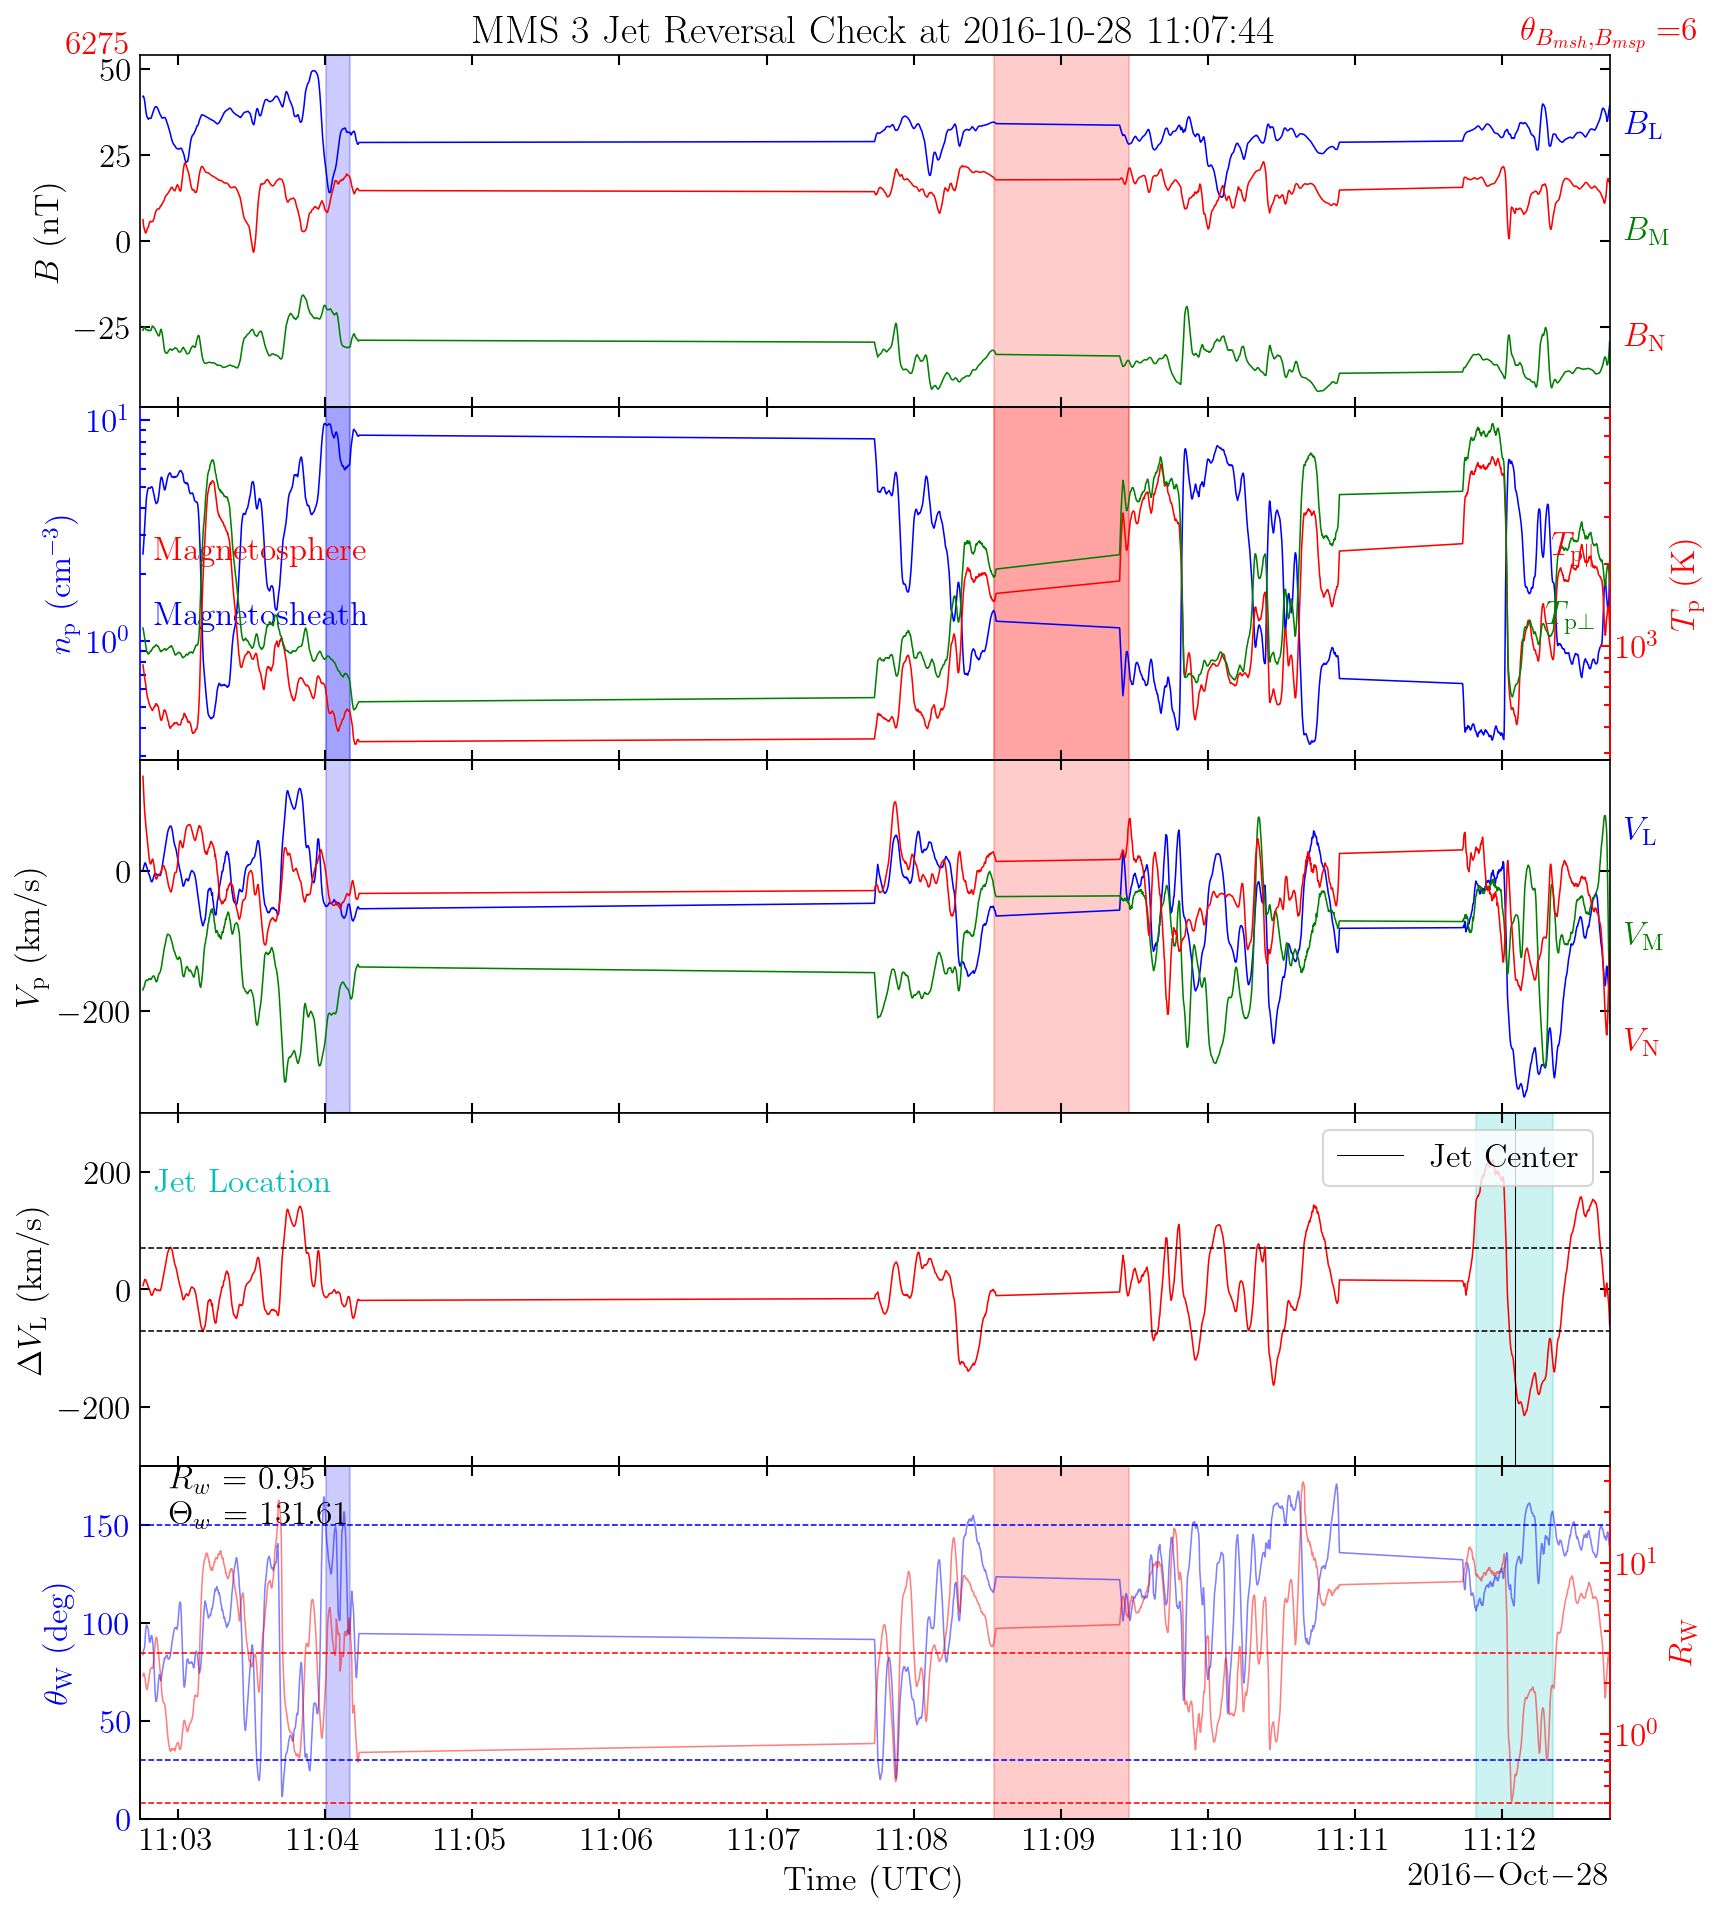 6275
MMS 3 Jet Reversal Check at 2016-10-28 11:07:44
θ_{B_{msh}, B_{msp}} =6
50
25
0
−25
B (nT)
B_L
B_M
B_N
10^1
10^0
n_p (cm^{−3})
Magnetosphere
Magnetosheath
T_{p∥}
T_{p⊥}
10^3
T_p (K)
0
−200
V_p (km/s)
V_L
V_M
V_N
200
0
−200
ΔV_L (km/s)
Jet Location
Jet Center
R_w = 0.95
Θ_w = 131.61
150
100
50
0
θ_W (deg)
10^1
10^0
R_W
11:03 11:04 11:05 11:06 11:07 11:08 11:09 11:10 11:11 11:12
Time (UTC)
2016−Oct−28